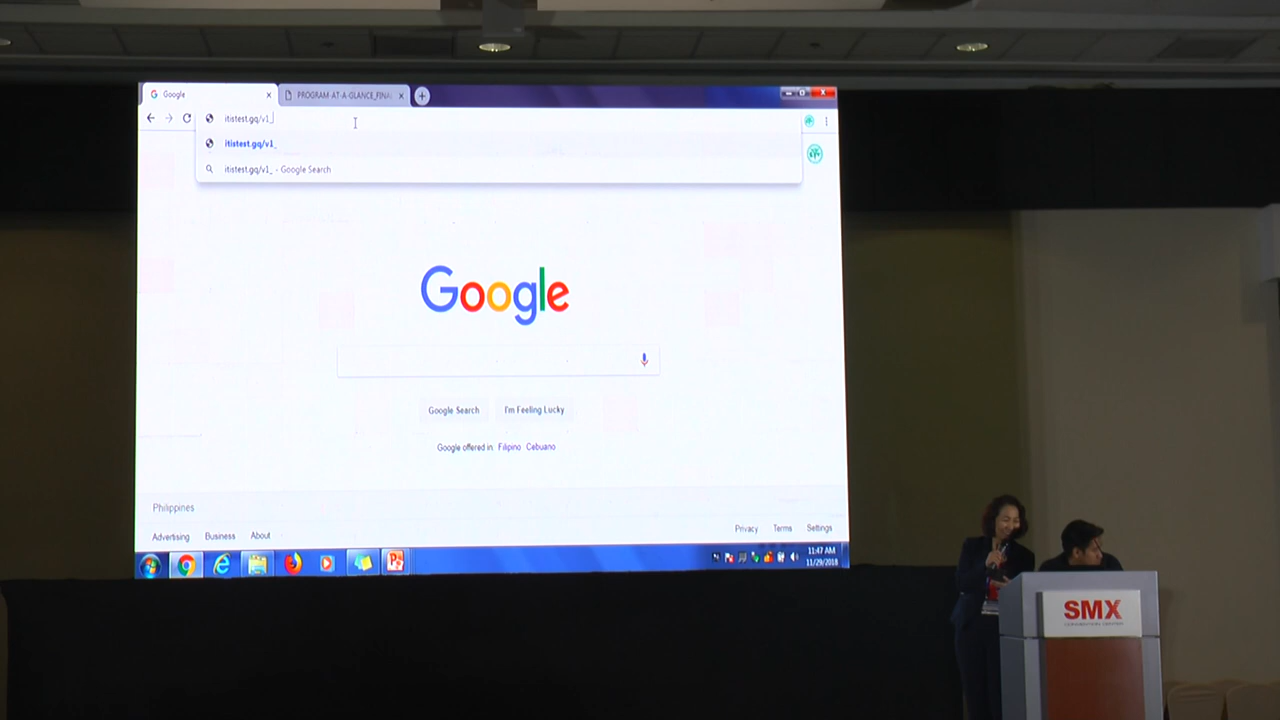 Google
PROGRAM-AT-A-GLANCE_FINAL
itistest.gq/v1_
itistest.gq/v1_
itistest.gq/v1_ - Google Search
Google
Google Search
I'm Feeling Lucky
Google offered in: Filipino Cebuano
Philippines
Advertising Business About
Privacy Terms Settings
11:47 AM
11/29/2018
SMX
CONVENTION CENTER